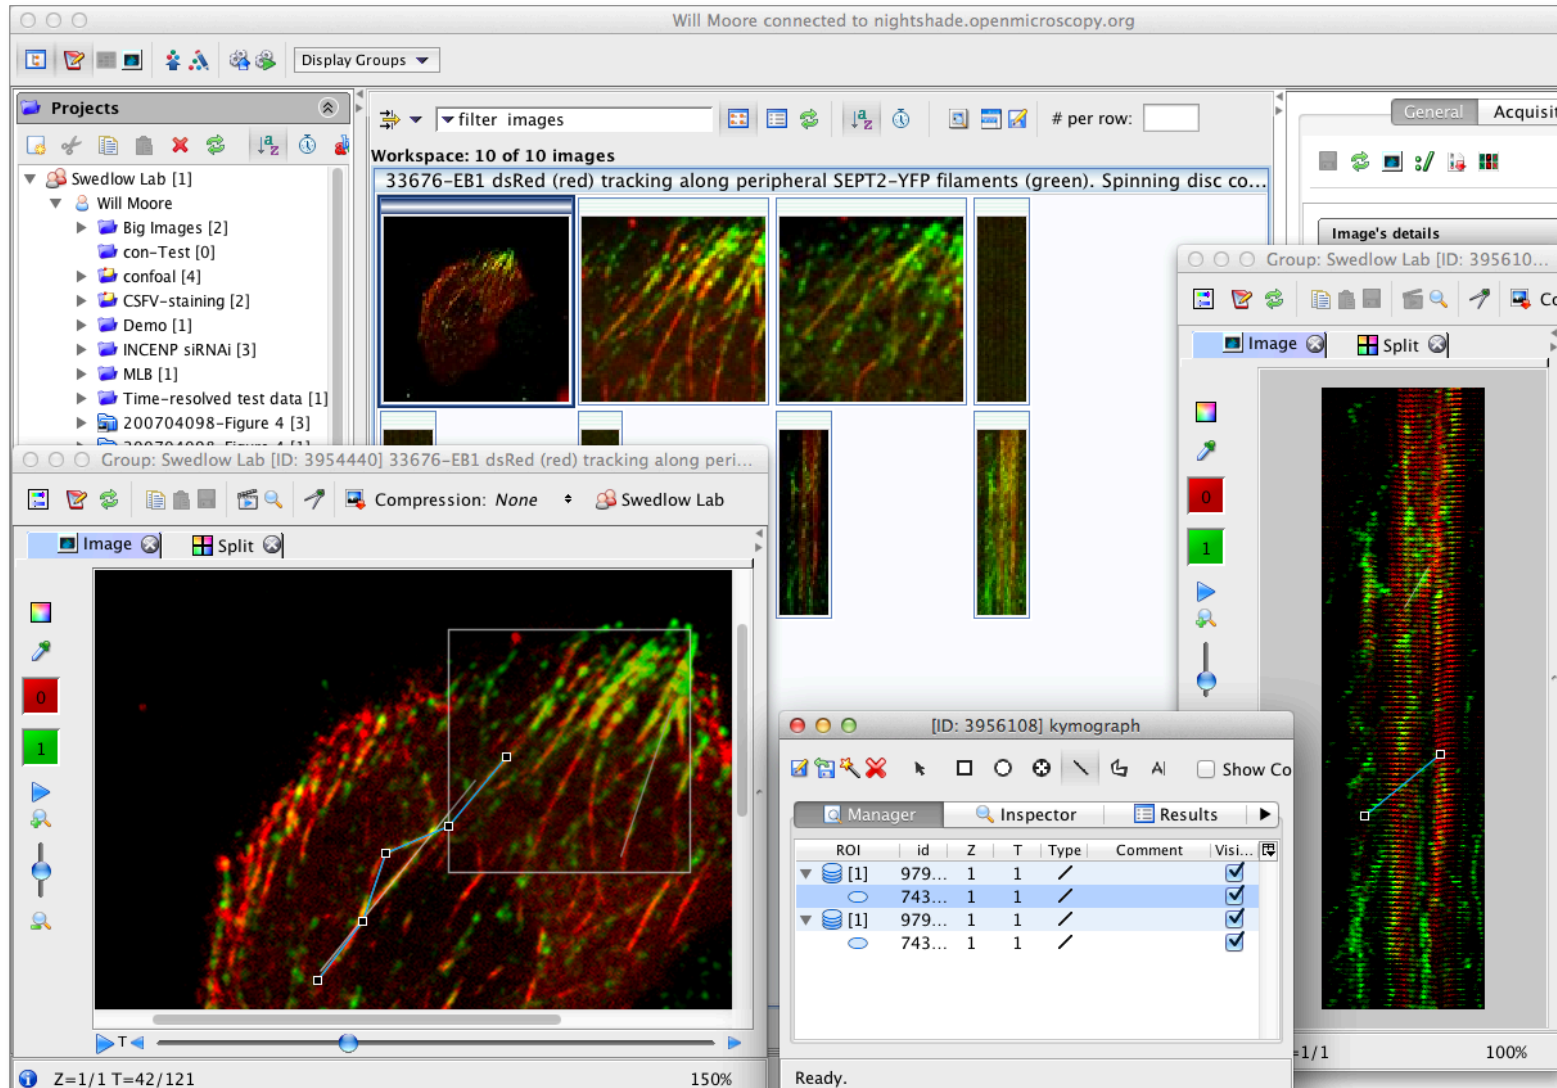 Will Moore connected to nightshade.openmicroscopy.org
Display Groups
Projects
filter images
# per row:
General
Acquisit
Workspace: 10 of 10 images
33676-EB1 dsRed (red) tracking along peripheral SEPT2-YFP filaments (green). Spinning disc co...
Swedlow Lab [1]
Will Moore
Big Images [2]
con-Test [0]
confoal [4]
CSFV-staining [2]
Demo [1]
INCENP siRNAi [3]
MLB [1]
Time-resolved test data [1]
200704098-Figure 4 [3]
200704098-Figure 4 [1]
Image's details
Group: Swedlow Lab [ID: 395610...
Co
Image
Split
0
1
=1/1
100%
Group: Swedlow Lab [ID: 3954440] 33676-EB1 dsRed (red) tracking along peri...
Compression: None
Swedlow Lab
Image
Split
0
1
T
Z=1/1 T=42/121
150%
[ID: 3956108] kymograph
A
Show Co
Manager
Inspector
Results
ROI id Z T Type Comment Visi...
[1] 979... 1 1
743... 1 1
[1] 979... 1 1
743... 1 1
Ready.